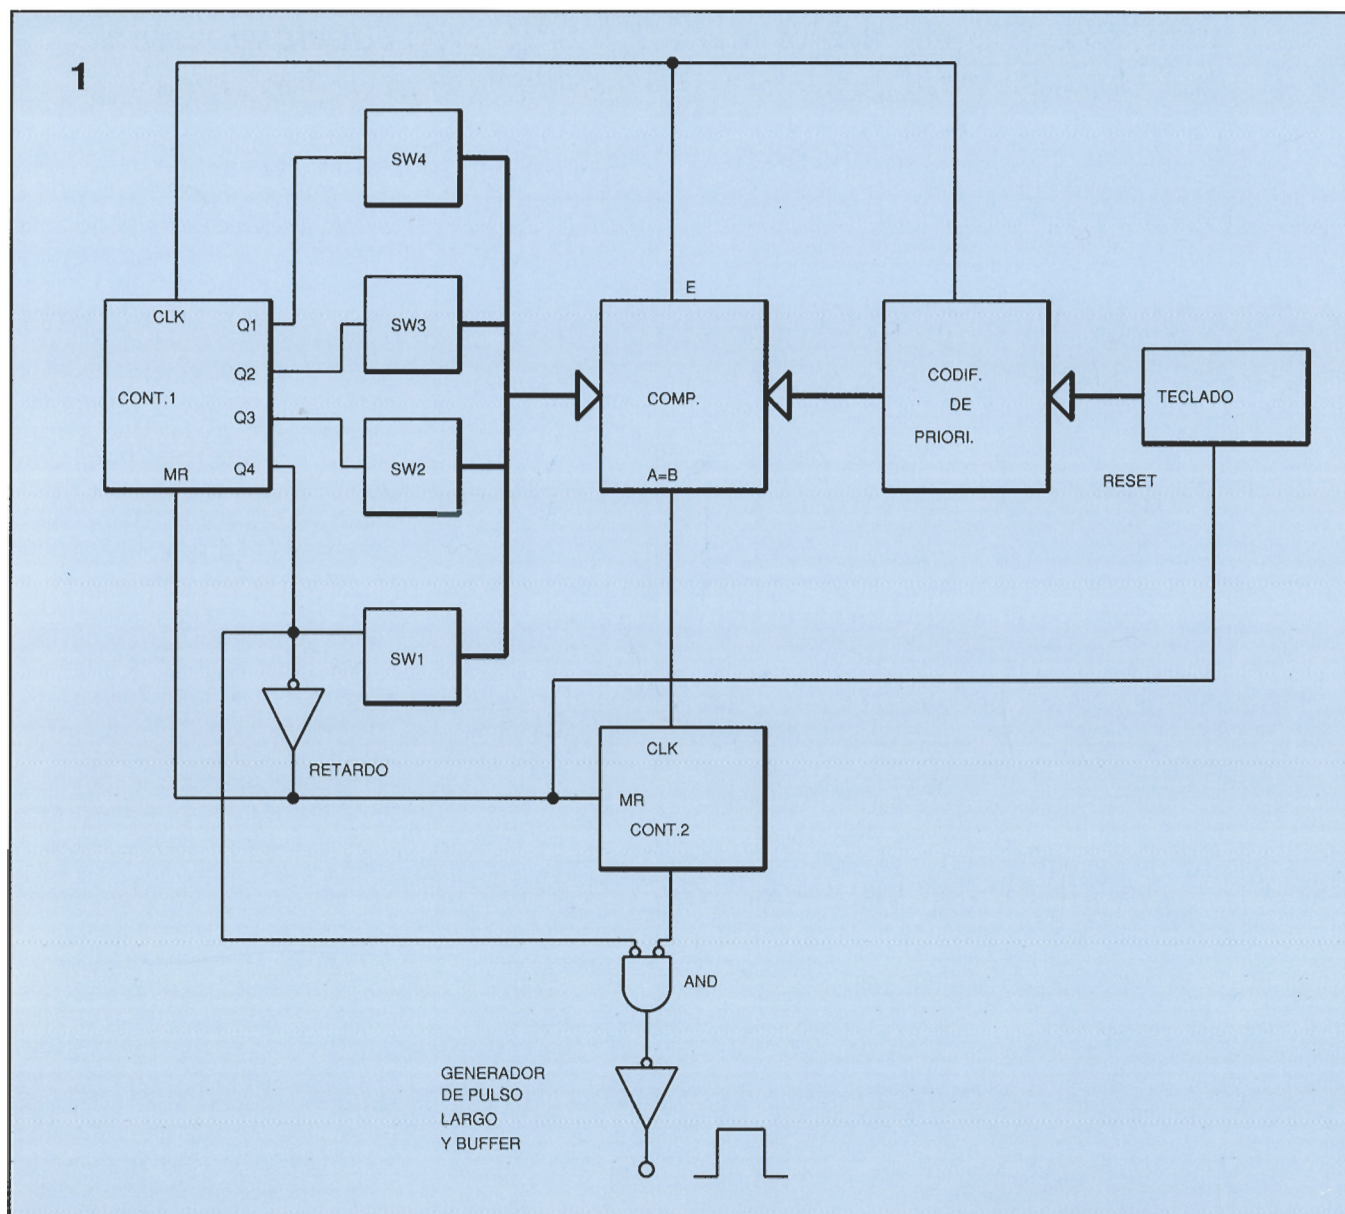 1
SW4
E
CLK
Q1
SW3
Q2
CONT.1
COMP.
CODIF.
DE
PRIORI.
TECLADO
Q3
Q4
MR
SW2
A=B
RESET
SW1
RETARDO
CLK
MR
CONT.2
AND
GENERADOR
DE PULSO
LARGO
Y BUFFER